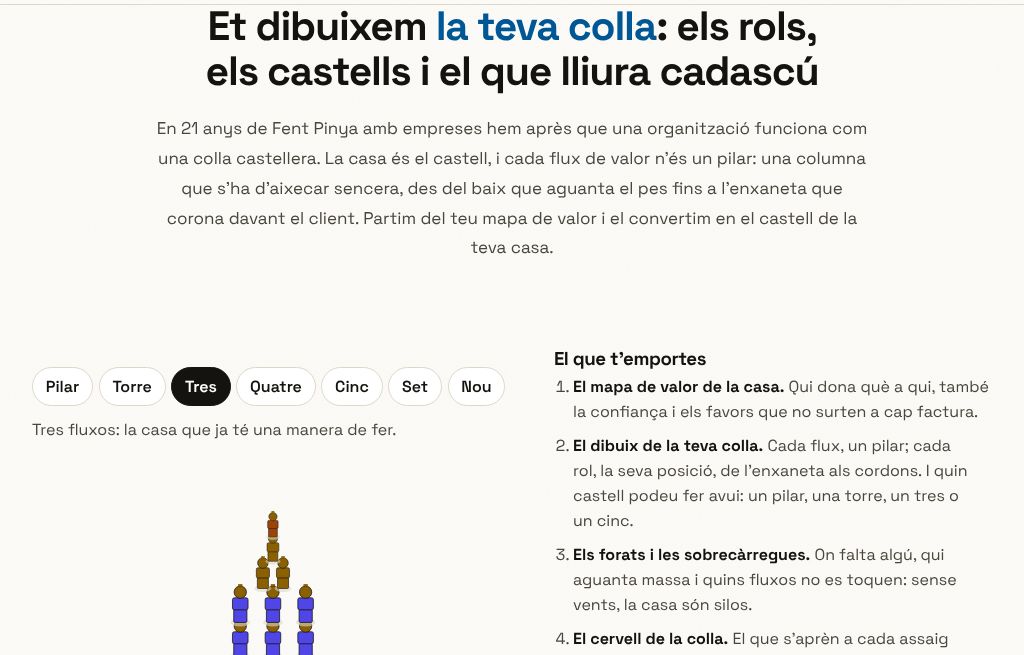 Et dibuixem la teva colla: els rols,
els castells i el que lliura cadascú
En 21 anys de Fent Pinya amb empreses hem après que una organització funciona com
una colla castellera. La casa és el castell, i cada flux de valor n'és un pilar: una columna
que s'ha d'aixecar sencera, des del baix que aguanta el pes fins a l'enxaneta que
corona davant el client. Partim del teu mapa de valor i el convertim en el castell de la
teva casa.
Pilar Torre Tres Quatre Cinc Set Nou
Tres fluxos: la casa que ja té una manera de fer.
El que t'emportes
1. El mapa de valor de la casa. Qui dona què a qui, també
la confiança i els favors que no surten a cap factura.
2. El dibuix de la teva colla. Cada flux, un pilar; cada
rol, la seva posició, de l'enxaneta als cordons. I quin
castell podeu fer avui: un pilar, una torre, un tres o
un cinc.
3. Els forats i les sobrecàrregues. On falta algú, qui
aguanta massa i quins fluxos no es toquen: sense
vents, la casa són silos.
4. El cervell de la colla. El que s'aprèn a cada assaig